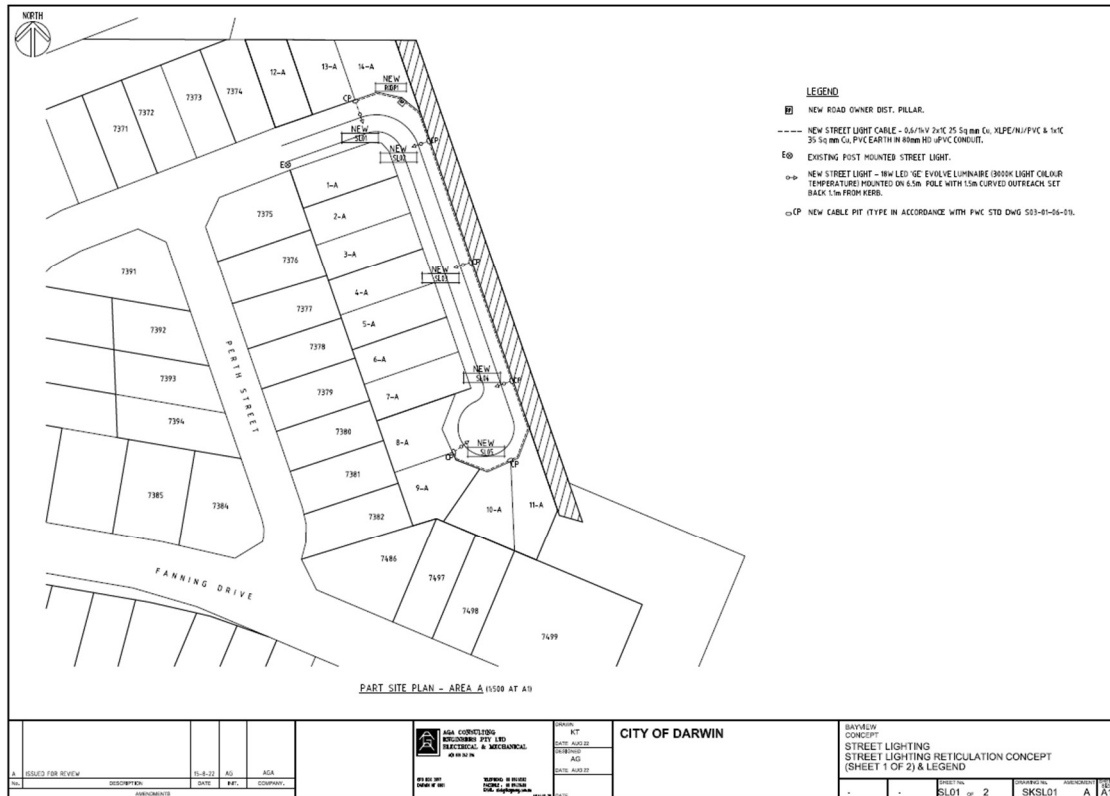 NORTH
7371
7372
7373
7374
12-A
13-A
14-A
NEW
CP
NEW
SL01
NEW
SL02
CP
E
1-A
2-A
3-A
4-A
5-A
6-A
7-A
8-A
9-A
10-A
11-A
7375
7376
7377
7378
7379
7380
7381
7382
7391
7392
7393
7394
7385
7384
7486
7497
7498
7499
NEW
SL03
CP
NEW
SL04
CP
NEW
SL05
CP
CP
PERTH STREET
FANNING DRIVE
PART SITE PLAN - AREA A (1:500 AT A1)
LEGEND
NEW ROAD OWNER DIST. PILLAR.
NEW STREET LIGHT CABLE - 0,6/1kV 2x1C 25 Sq mm Cu, XLPE/NJ/PVC & 1x1C
35 Sq mm Cu, PVC EARTH IN 80mm HD uPVC CONDUIT.
E EXISTING POST MOUNTED STREET LIGHT.
NEW STREET LIGHT - 18W LED 'GE' EVOLVE LUMINAIRE (3000K LIGHT COLOUR
TEMPERATURE) MOUNTED ON 6.5m POLE WITH 1.5m CURVED OUTREACH. SET
BACK 1.1m FROM KERB.
CP NEW CABLE PIT (TYPE IN ACCORDANCE WITH PWC STD DWG S03-01-06-01).
A ISSUED FOR REVIEW 15-8-22 AG AGA
No. DESCRIPTION DATE INIT. COMPANY.
AMENDMENTS
AGA CONSULTING
ENGINEERS PTY LTD
ELECTRICAL & MECHANICAL
DRAWN
KT
DATE AUG 22
DESIGNED
AG
DATE AUG 22
DATE
CITY OF DARWIN
BAYVIEW
CONCEPT
STREET LIGHTING
STREET LIGHTING RETICULATION CONCEPT
(SHEET 1 OF 2) & LEGEND
SHEET No.
SL01 OF 2
DRAWING No.
SKSL01
AMENDMENT
A